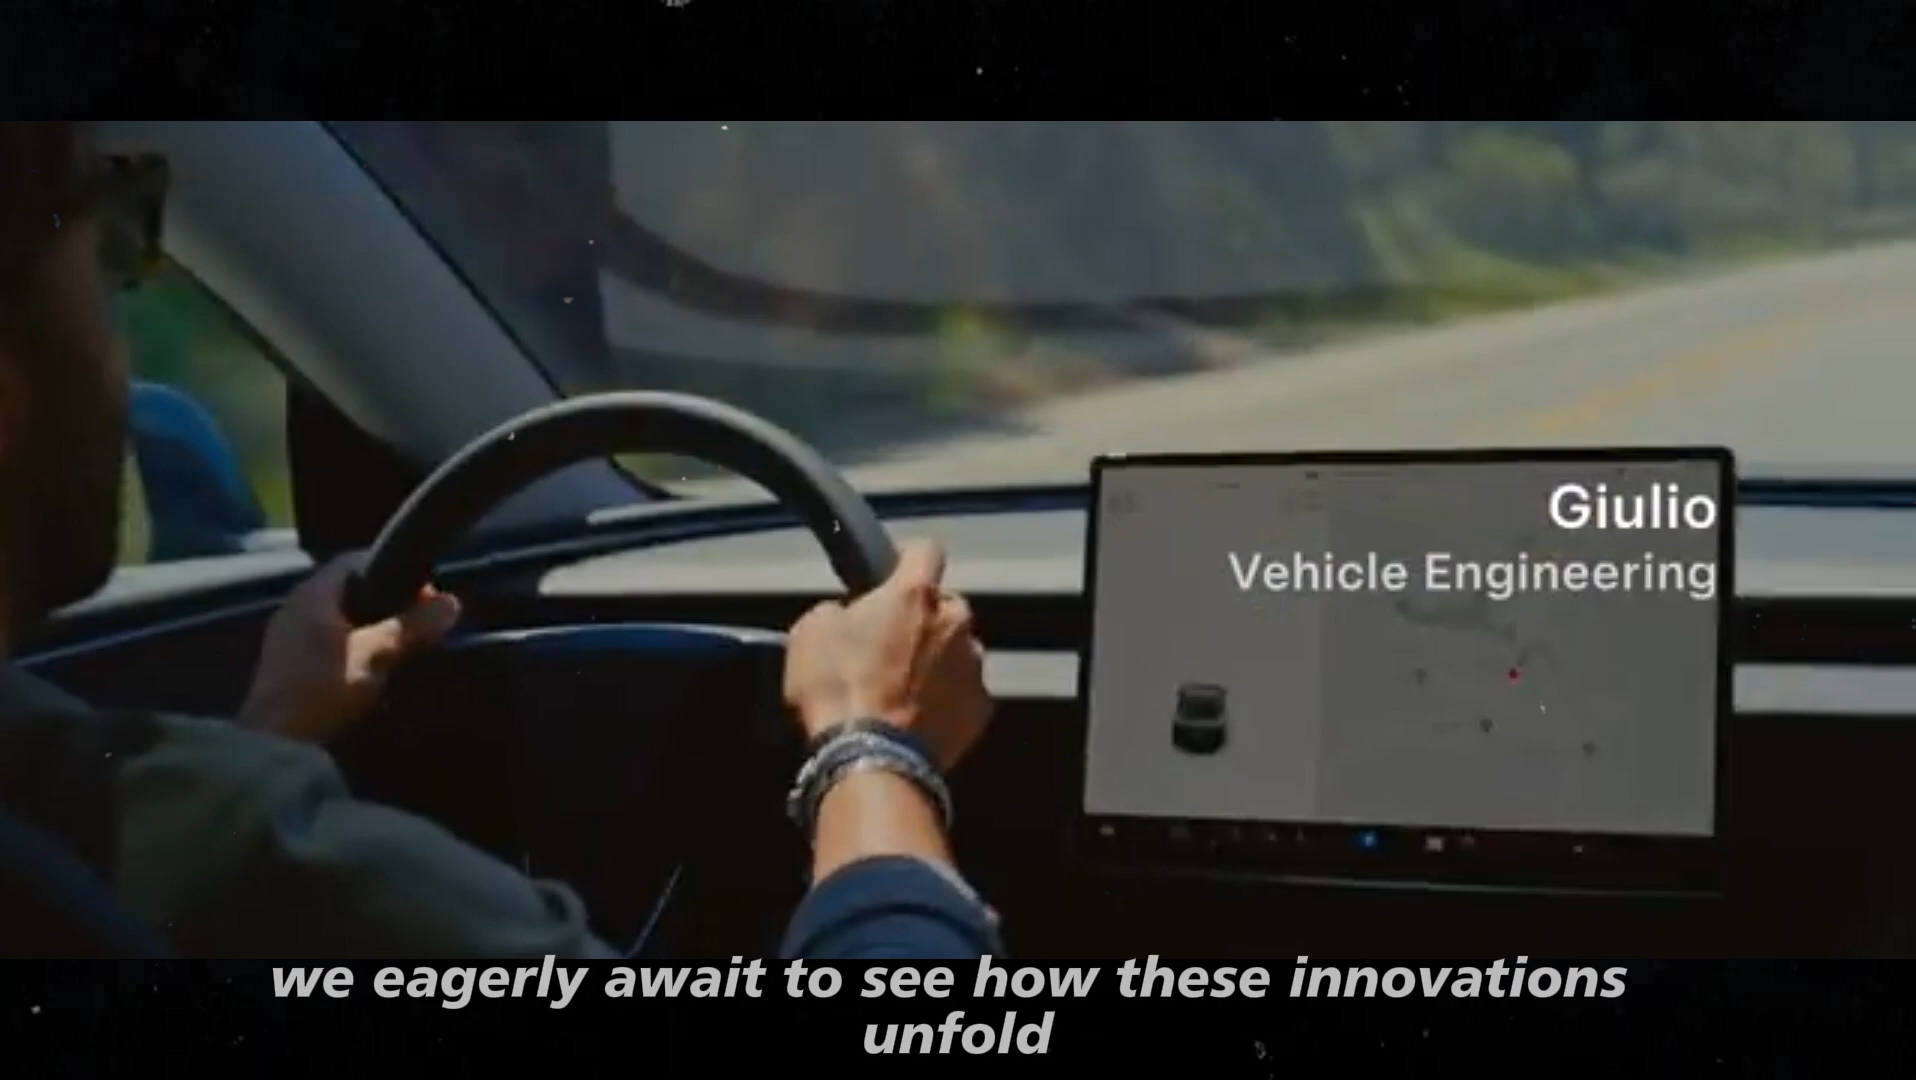 Giulio
Vehicle Engineering
we eagerly await to see how these innovations
unfold